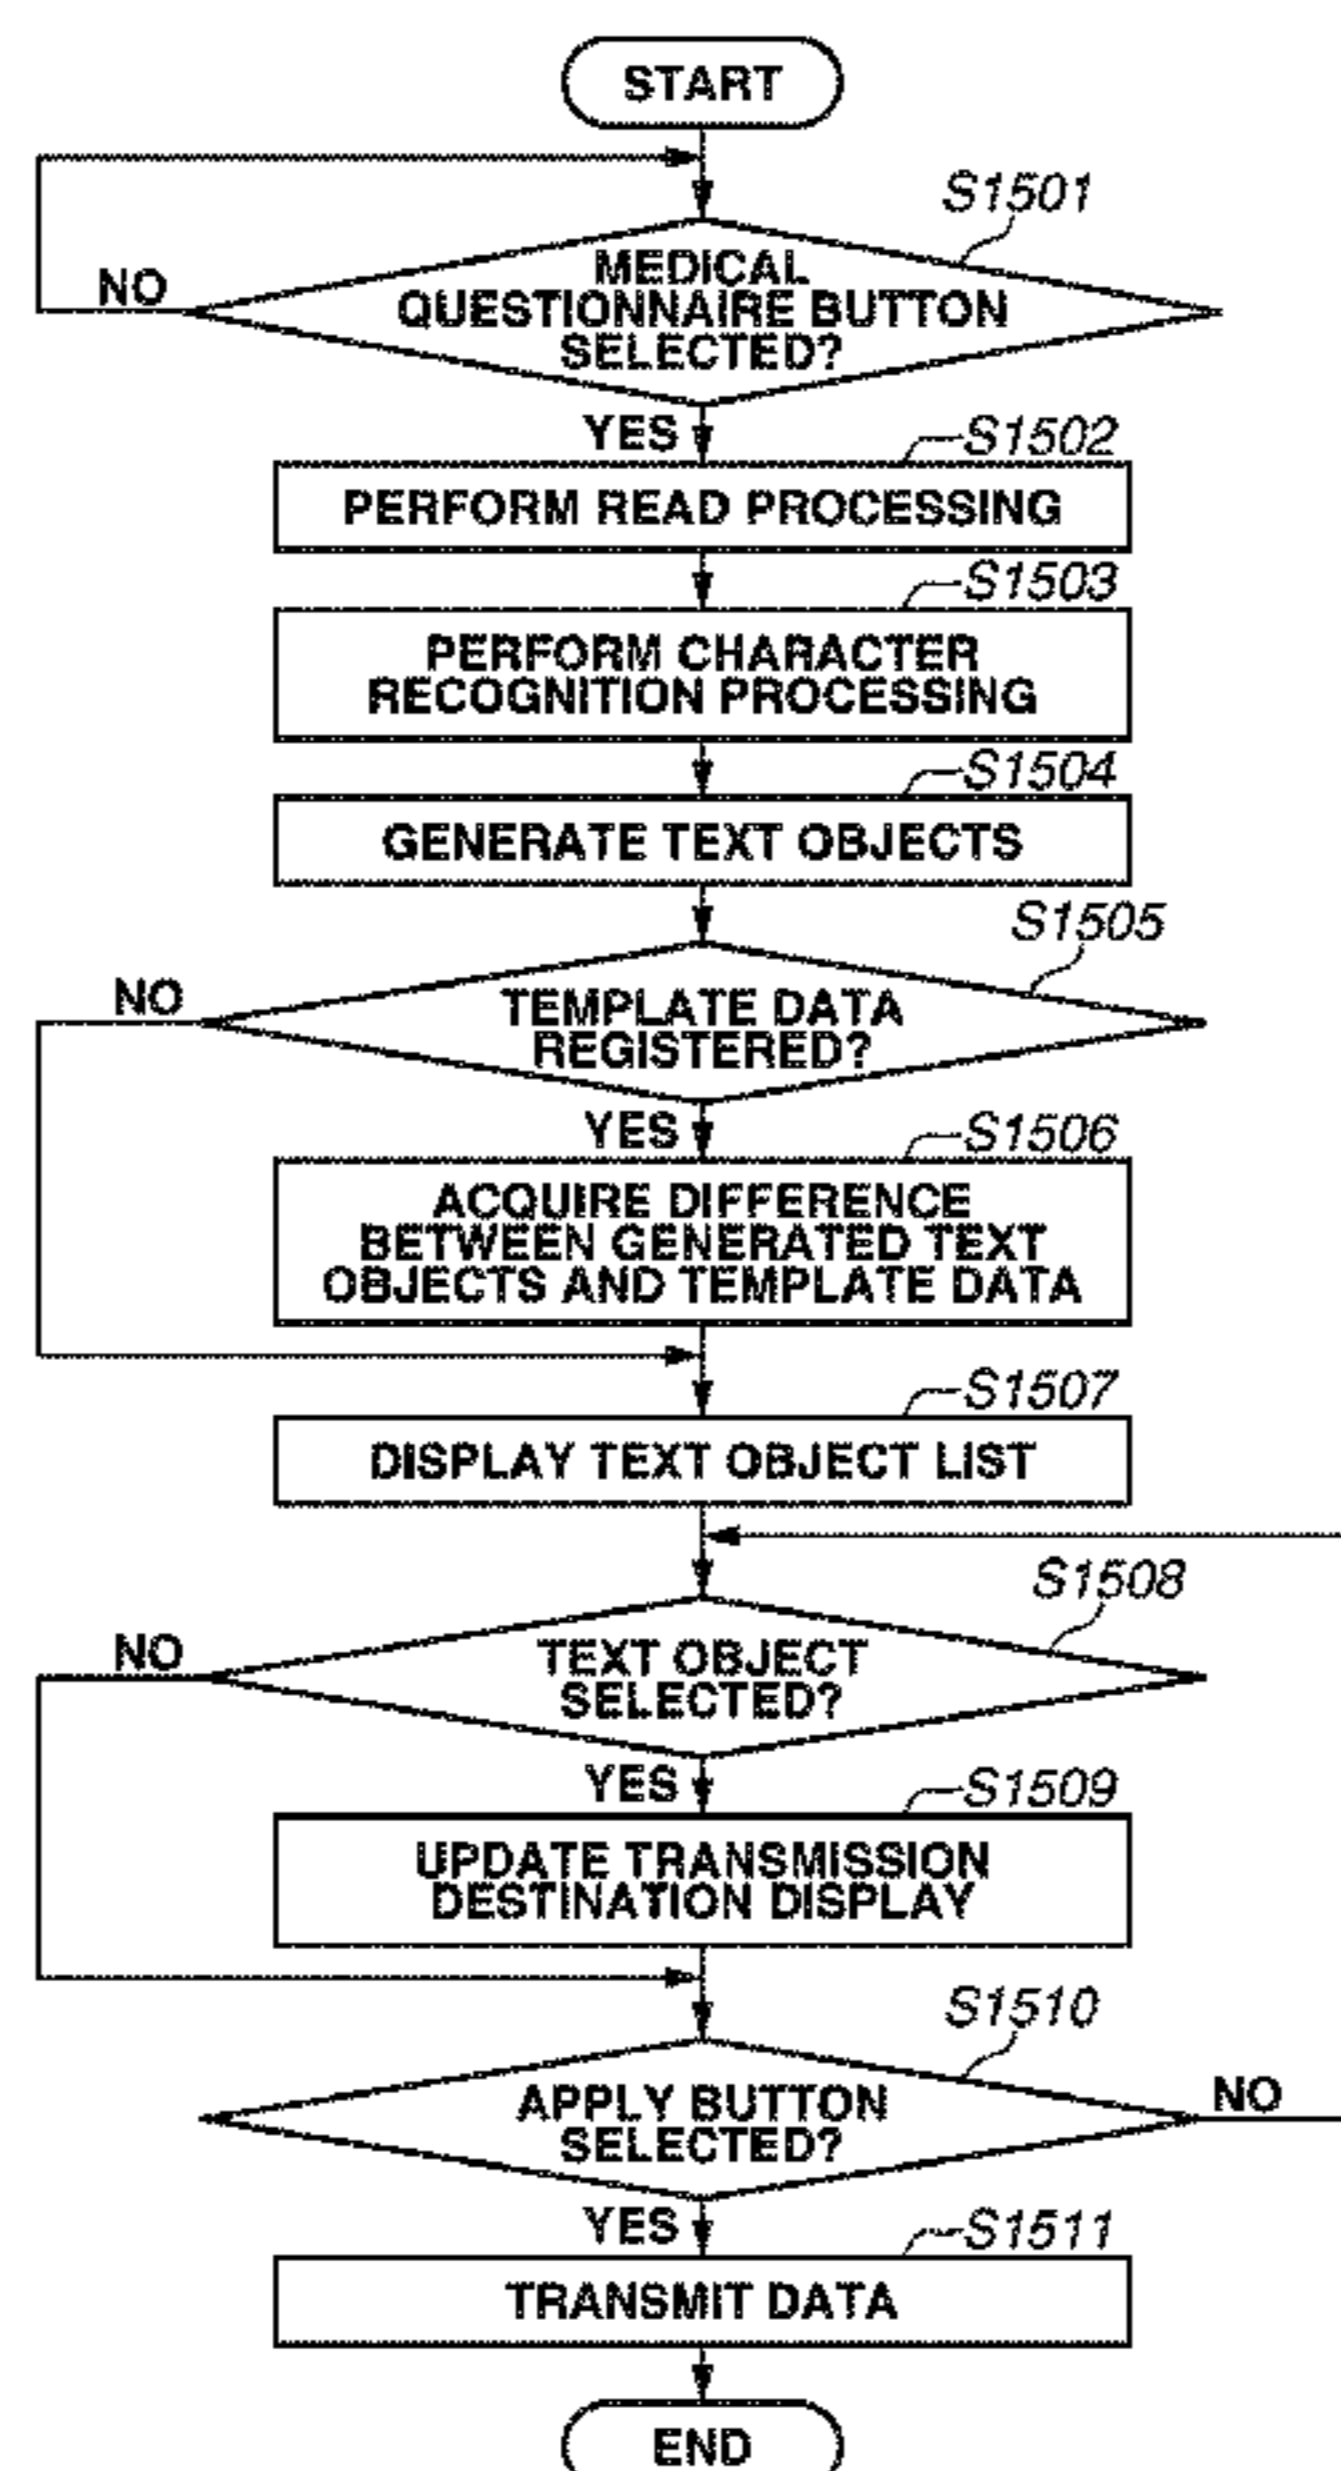 START
S1501
MEDICAL
QUESTIONNAIRE BUTTON
SELECTED?
NO
YES
S1502
PERFORM READ PROCESSING
S1503
PERFORM CHARACTER
RECOGNITION PROCESSING
S1504
GENERATE TEXT OBJECTS
S1505
NO
TEMPLATE DATA
REGISTERED?
YES
S1506
ACQUIRE DIFFERENCE
BETWEEN GENERATED TEXT
OBJECTS AND TEMPLATE DATA
S1507
DISPLAY TEXT OBJECT LIST
S1508
NO
TEXT OBJECT
SELECTED?
YES
S1509
UPDATE TRANSMISSION
DESTINATION DISPLAY
S1510
APPLY BUTTON
SELECTED?
NO
YES
S1511
TRANSMIT DATA
END